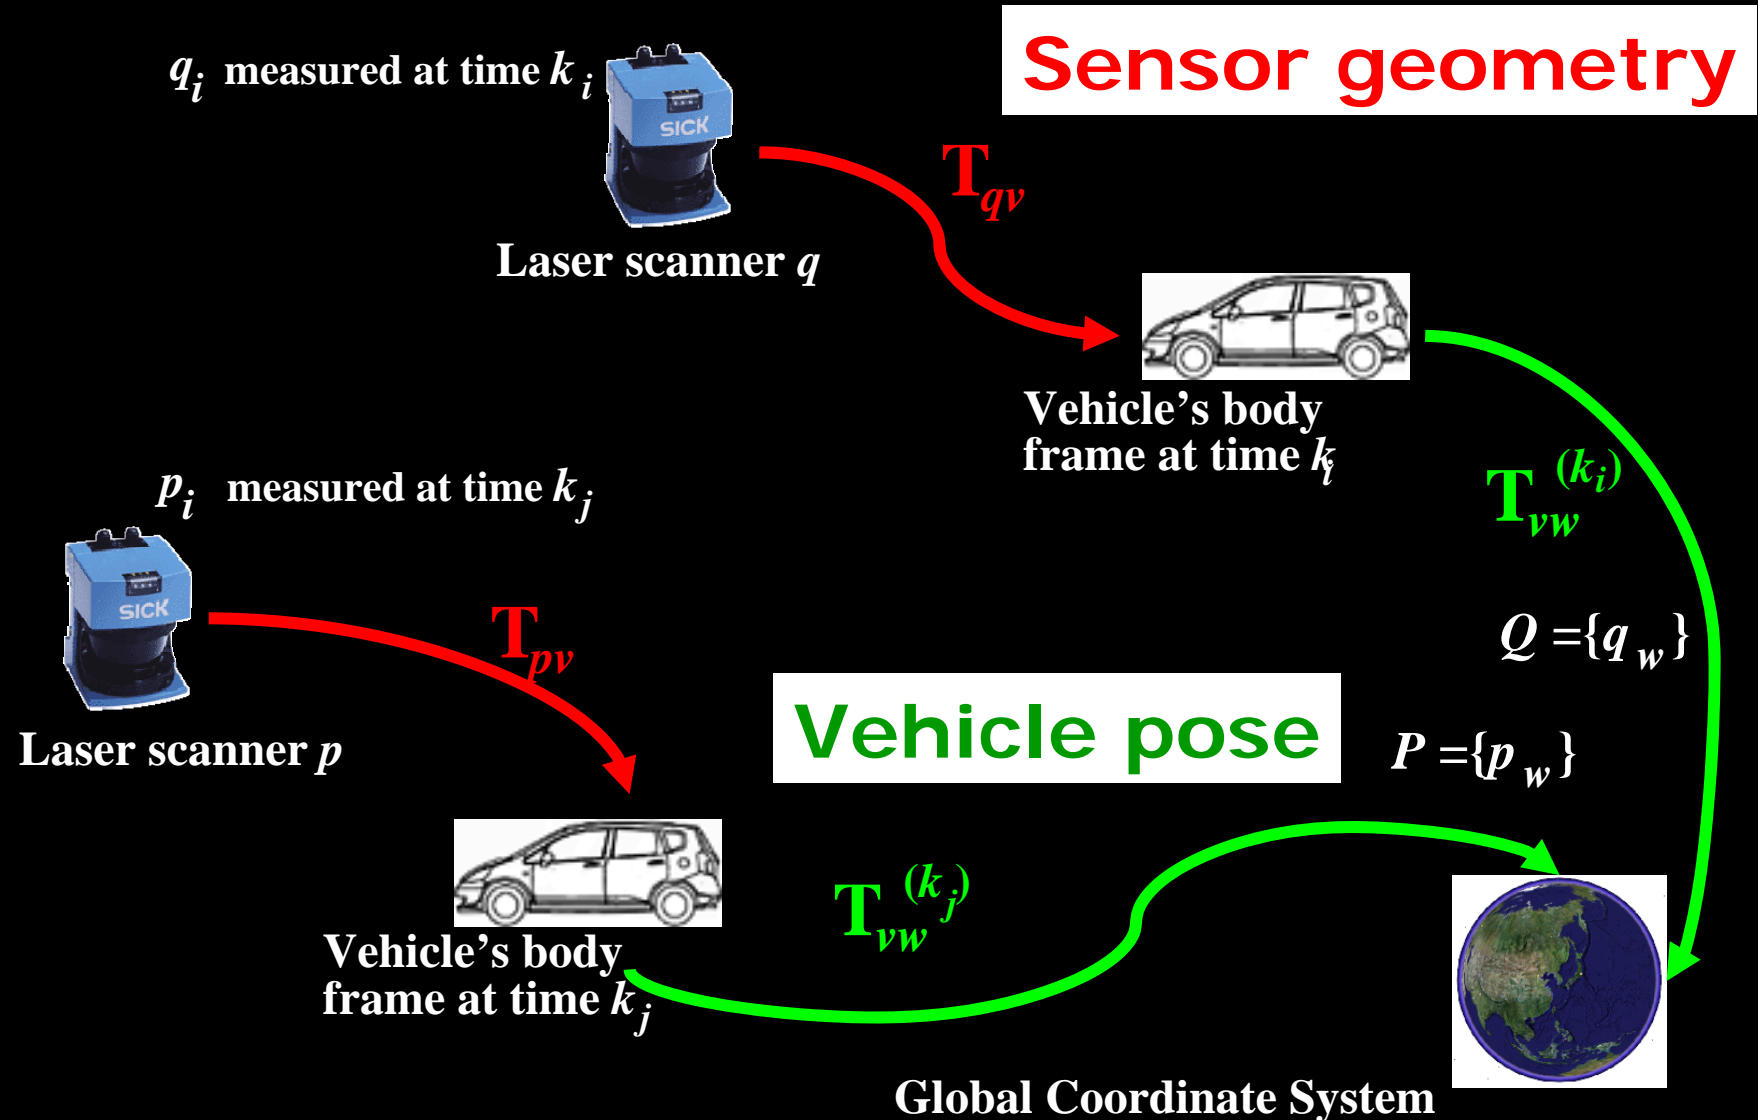 Sensor geometry
q_i measured at time k_i
SICK
T_qv
Laser scanner q
Vehicle's body
frame at time k_i
T_vw^(k_i)
p_i measured at time k_j
SICK
T_pv
Q ={q_w}
Laser scanner p
Vehicle pose
P ={p_w}
T_vw^(k_j)
Vehicle's body
frame at time k_j
Global Coordinate System